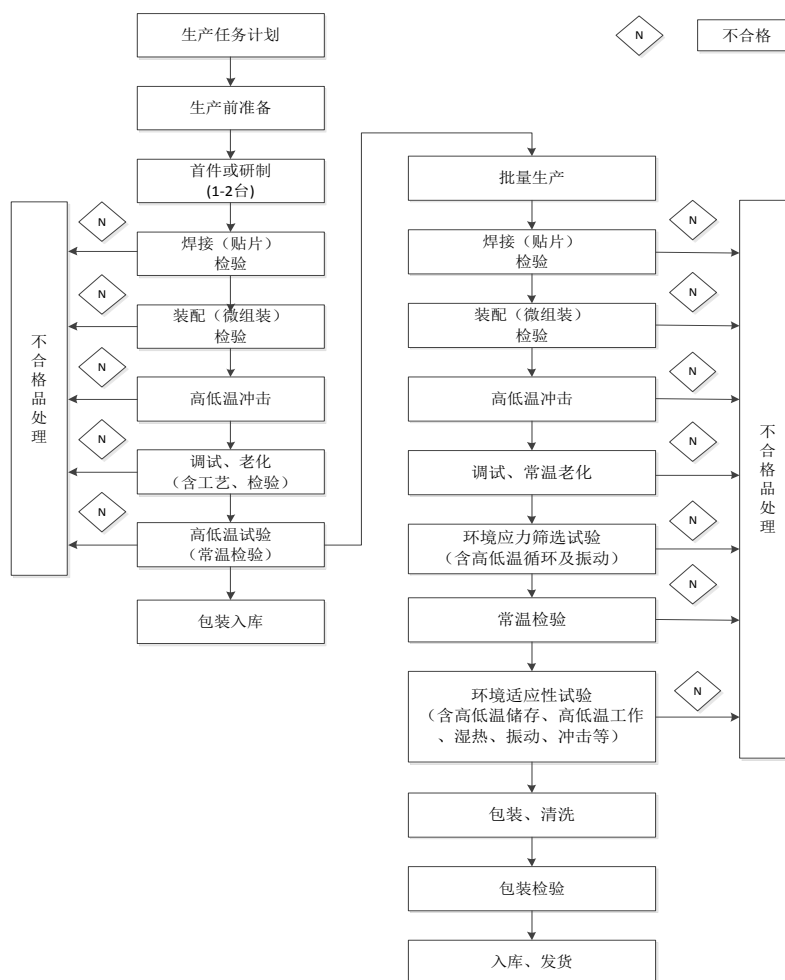 生产任务计划
N
不合格
生产前准备
首件或研制
(1-2台)
N
焊接（贴片）
检验
N
装配（微组装）
检验
N
高低温冲击
N
调试、老化
（含工艺、检验）
N
高低温试验
（常温检验）
包装入库
不合格品处理
批量生产
N
焊接（贴片）
检验
N
装配（微组装）
检验
N
高低温冲击
N
调试、常温老化
N
环境应力筛选试验
（含高低温循环及振动）
N
常温检验
N
环境适应性试验
（含高低温储存、高低温工作
、湿热、振动、冲击等）
包装、清洗
包装检验
入库、发货
不合格品处理